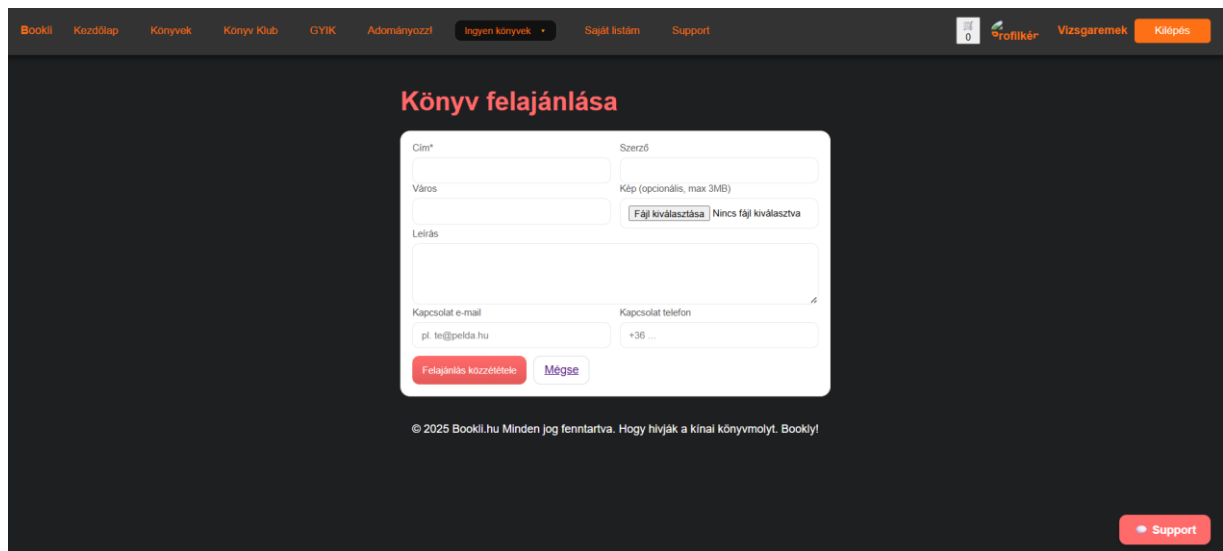 Bookli Kezdőlap Könyvek Könyv Klub GYIK Adományozz! Ingyen könyvek Saját listám Support 0 Profilkép Vizsgaremek Kilépés
Könyv felajánlása
Cím* Szerző
Város Kép (opcionális, max 3MB)
Fájl kiválasztása Nincs fájl kiválasztva
Leírás
Kapcsolat e-mail Kapcsolat telefon
pl. te@pelda.hu +36 ...
Felajánlás közzététele Mégse
© 2025 Bookli.hu Minden jog fenntartva. Hogy hívják a kínai könyvmolyt. Bookly!
Support